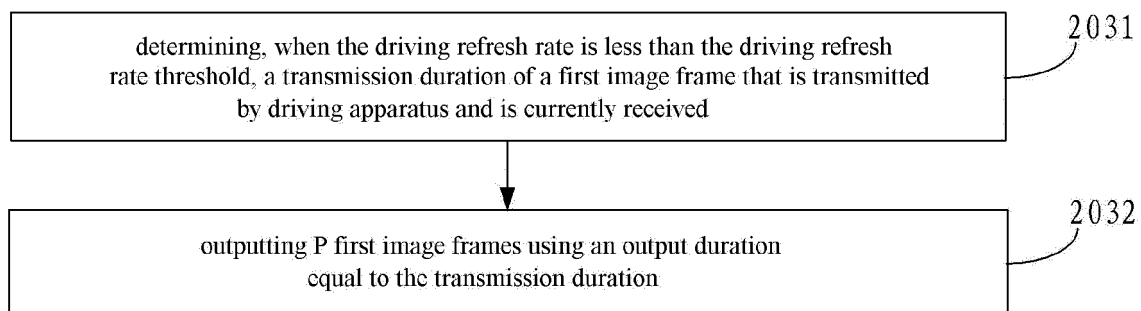 determining, when the driving refresh rate is less than the driving refresh
rate threshold, a transmission duration of a first image frame that is transmitted
by driving apparatus and is currently received
2031
outputting P first image frames using an output duration
equal to the transmission duration
2032